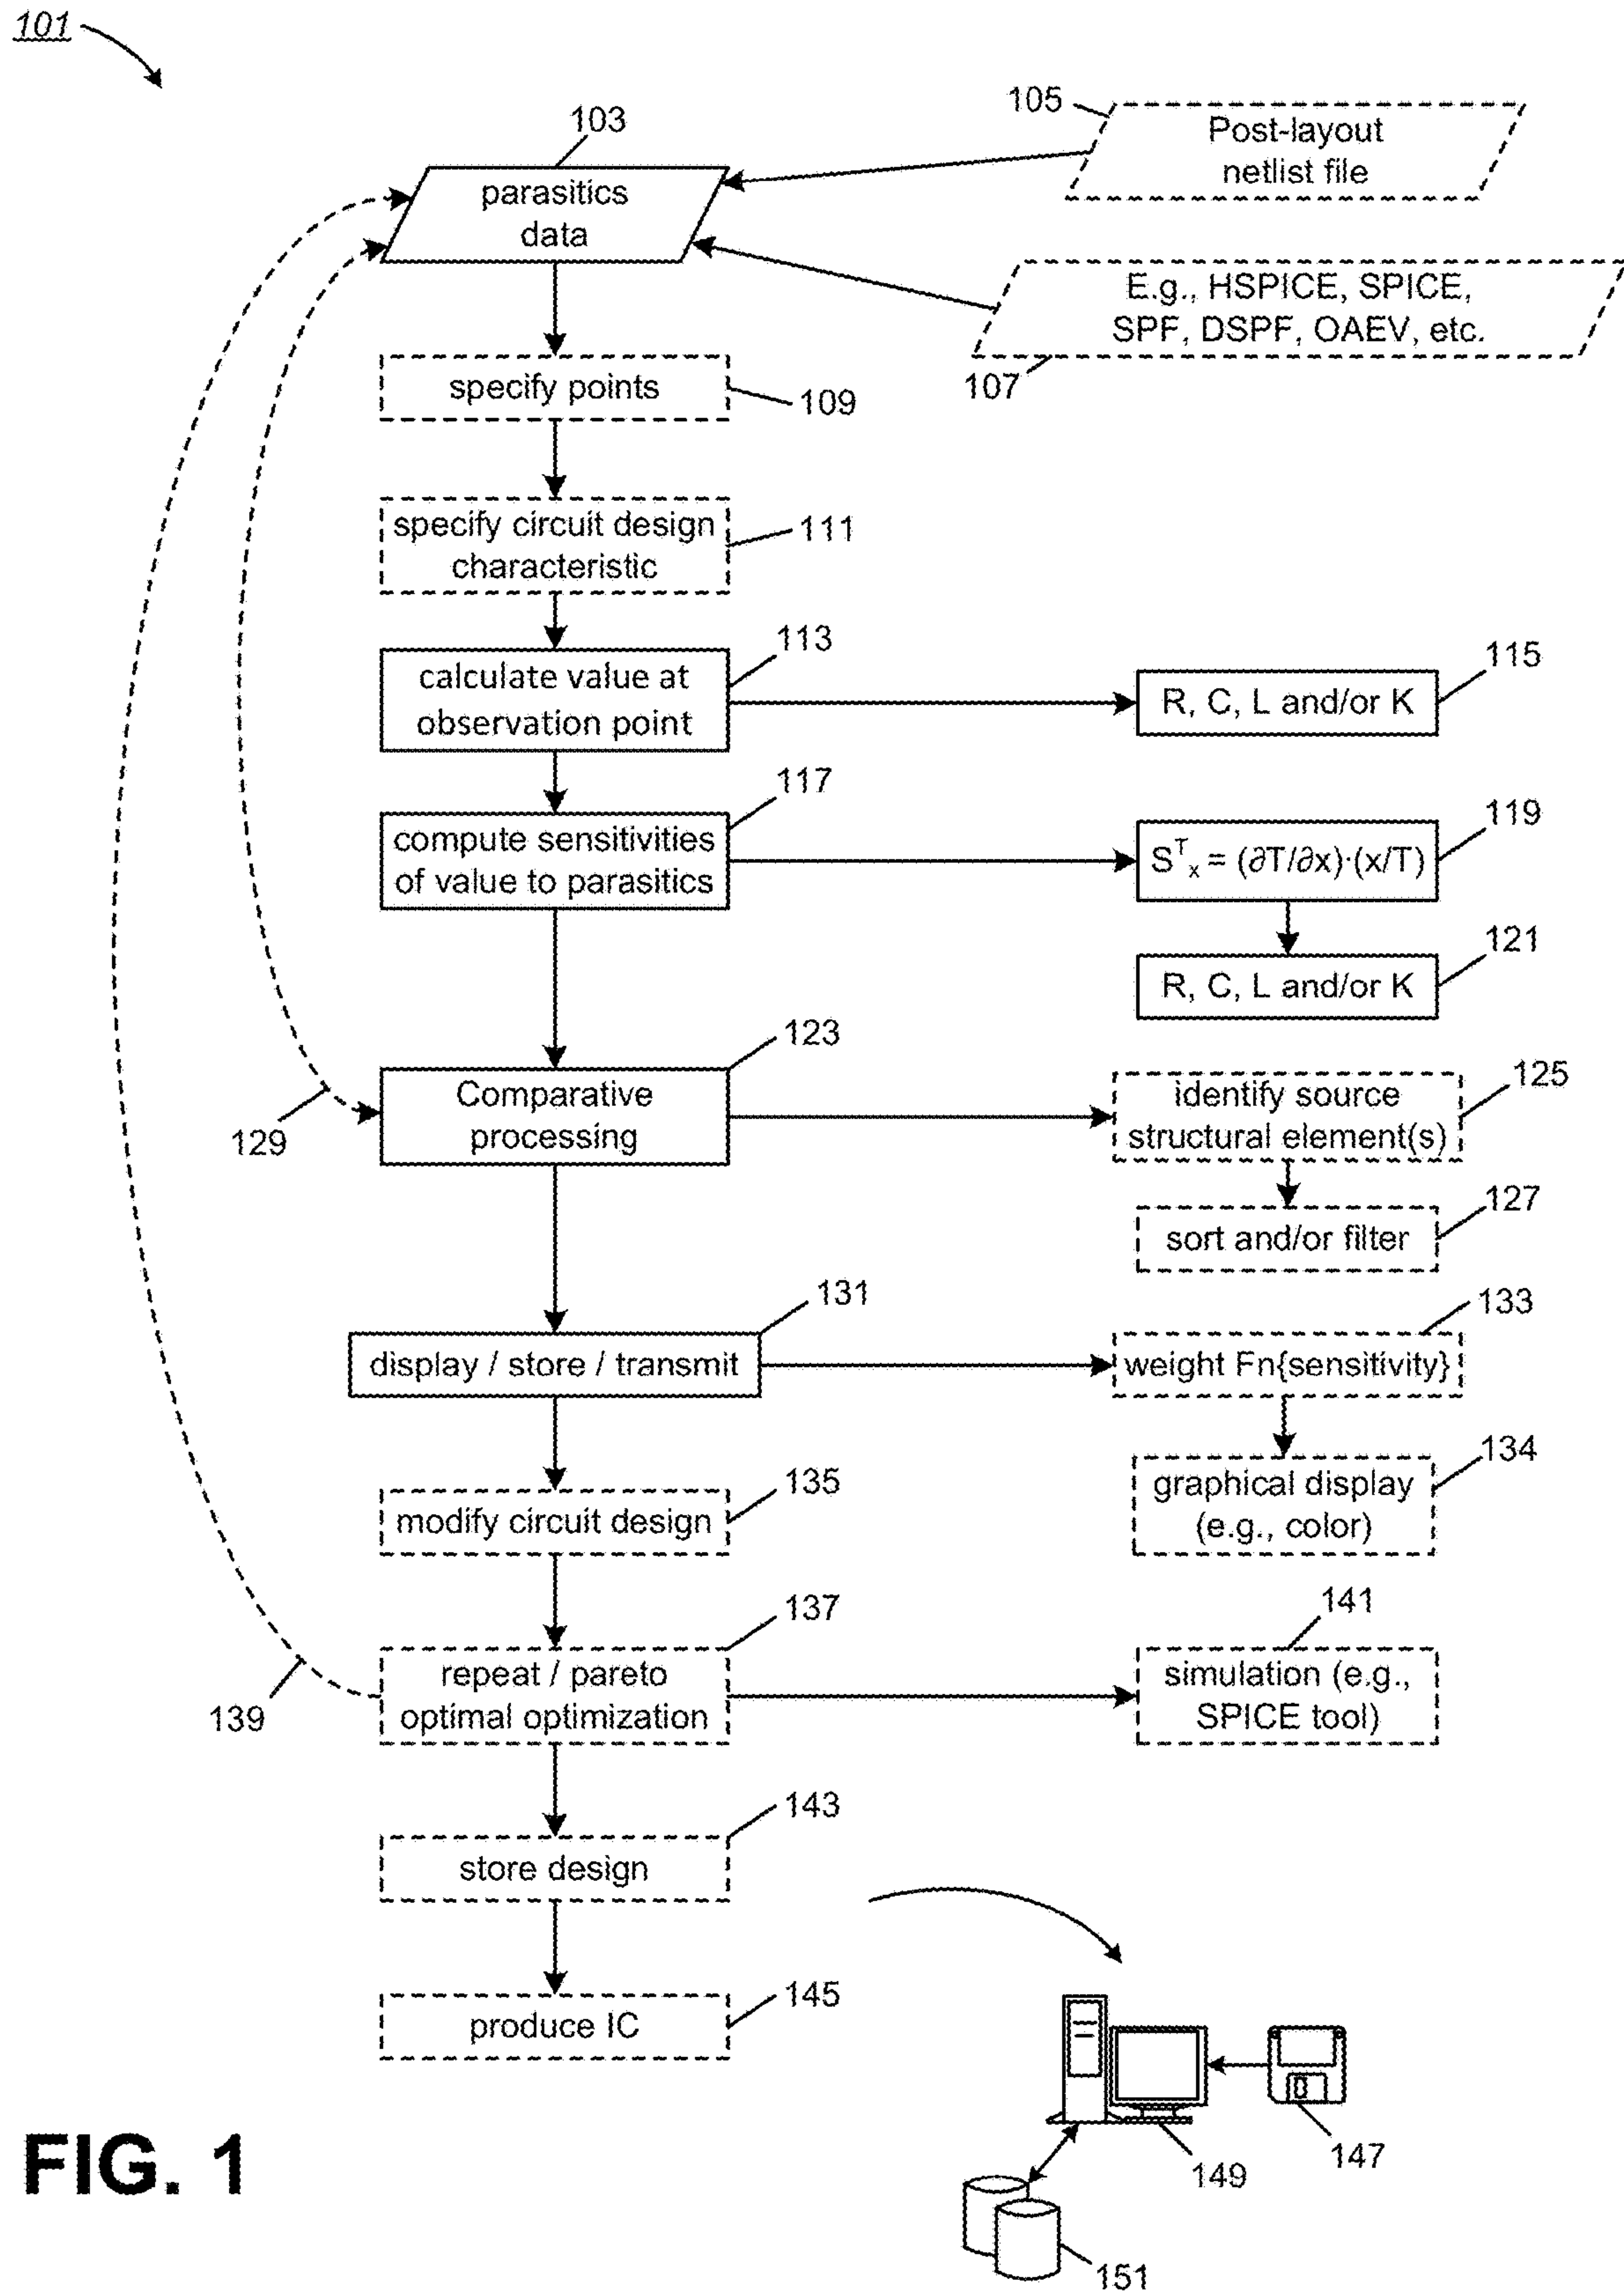 101
103
105
Post-layout
netlist file
parasitics
data
E.g., HSPICE, SPICE,
SPF, DSPF, OAEV, etc.
107
specify points
109
specify circuit design
characteristic
111
113
calculate value at
observation point
115
R, C, L and/or K
117
compute sensitivities
of value to parasitics
119
S^T_x = (∂T/∂x)·(x/T)
121
R, C, L and/or K
123
Comparative
processing
125
identify source
structural element(s)
129
127
sort and/or filter
131
display / store / transmit
133
weight Fn{sensitivity}
134
graphical display
(e.g., color)
135
modify circuit design
137
repeat / pareto
optimal optimization
139
141
simulation (e.g.,
SPICE tool)
143
store design
145
produce IC
147
149
151
FIG. 1